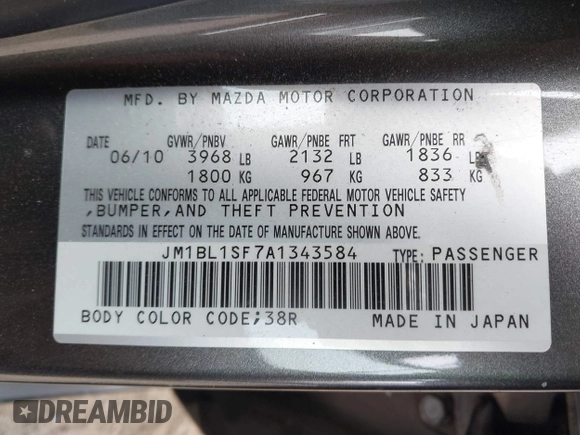 MFD. BY MAZDA MOTOR CORPORATION
DATE GVWR/PNBV GAWR/PNBE FRT GAWR/PNBE RR
06/10 3968 LB 2132 LB 1836 LB
1800 KG 967 KG 833 KG
THIS VEHICLE CONFORMS TO ALL APPLICABLE FEDERAL MOTOR VEHICLE SAFETY
,BUMPER,AND THEFT PREVENTION
STANDARDS IN EFFECT ON THE DATE OF MANUFACTURE SHOWN ABOVE.
JM1BL1SF7A1343584 TYPE: PASSENGER
BODY COLOR CODE;38R MADE IN JAPAN
DREAMBID